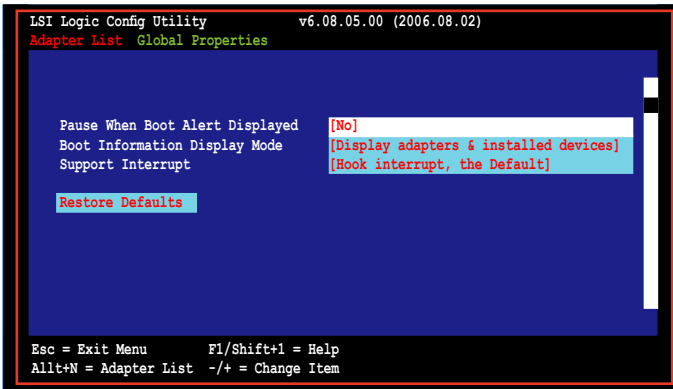 LSI Logic Config Utility v6.08.05.00 (2006.08.02)
Adapter List Global Properties
Pause When Boot Alert Displayed [No]
Boot Information Display Mode [Display adapters & installed devices]
Support Interrupt [Hook interrupt, the Default]
Restore Defaults
Esc = Exit Menu F1/Shift+1 = Help
Allt+N = Adapter List -/+ = Change Item